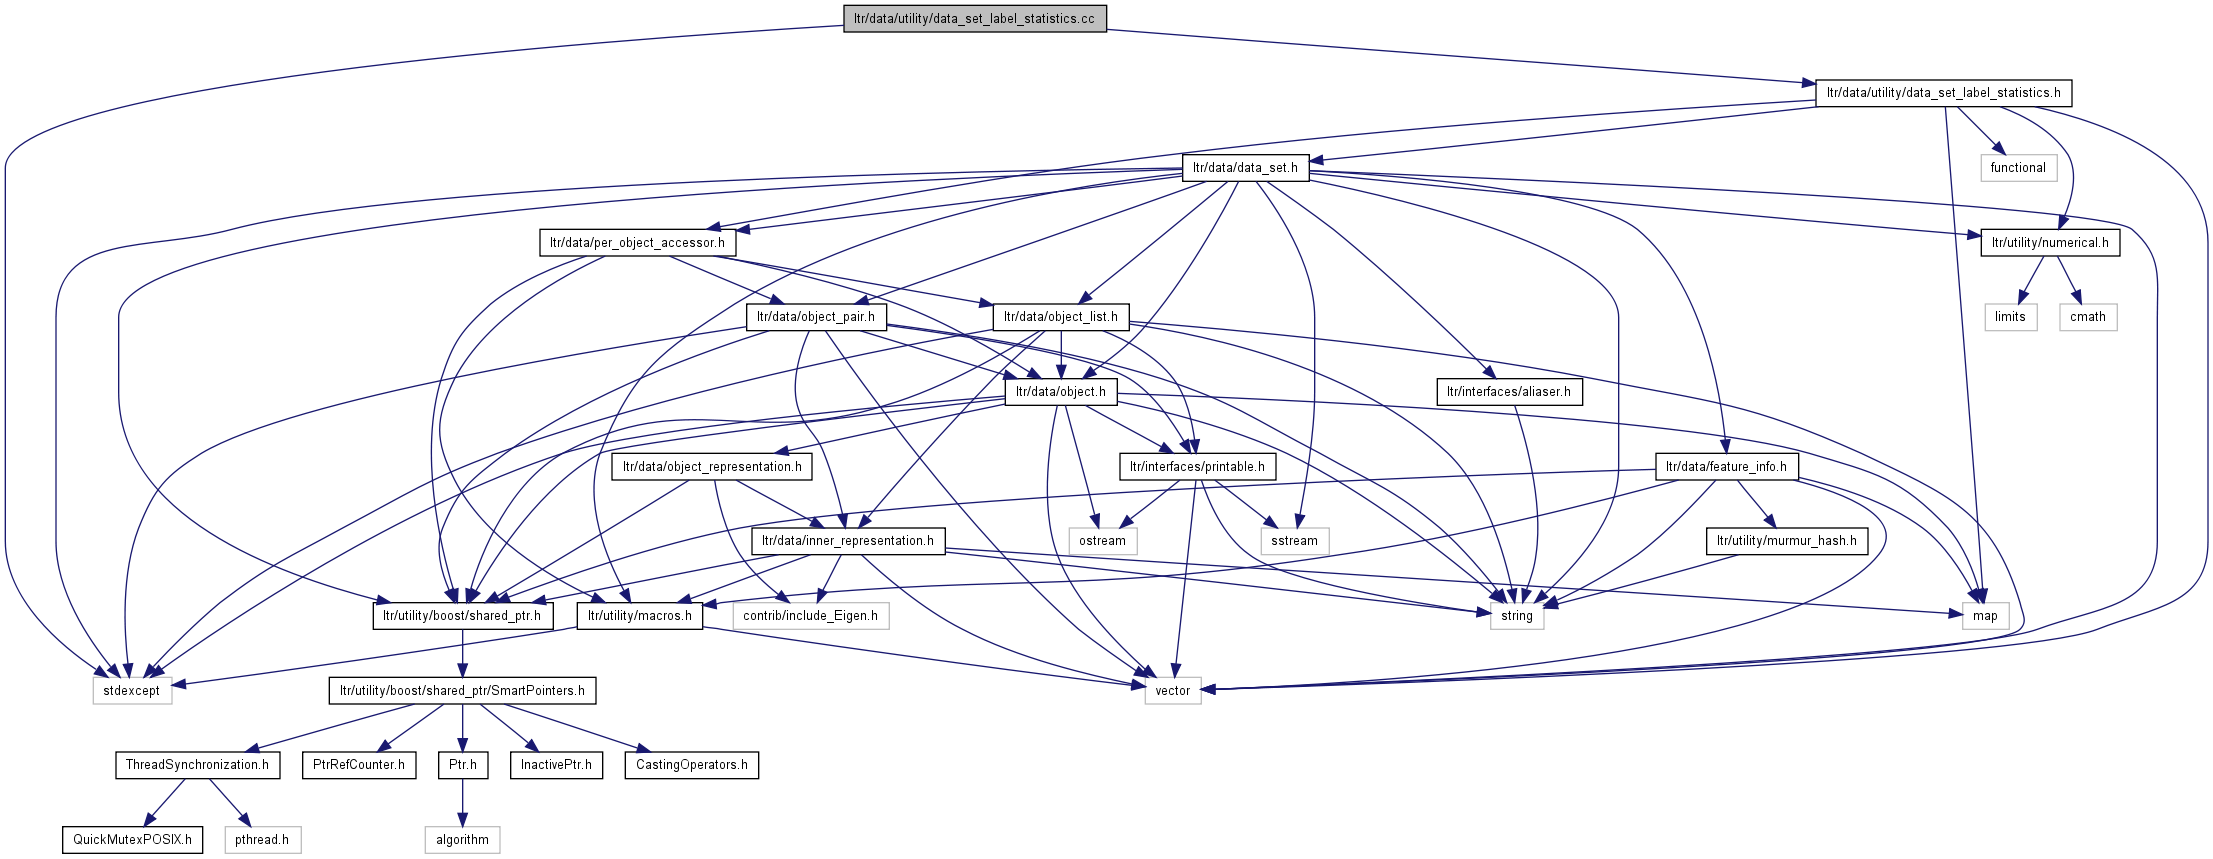 ltr/data/utility/data_set_label_statistics.cc
ltr/data/utility/data_set_label_statistics.h
ltr/data/data_set.h
functional
ltr/data/per_object_accessor.h
ltr/utility/numerical.h
ltr/data/object_pair.h
ltr/data/object_list.h
limits
cmath
ltr/data/object.h
ltr/interfaces/aliaser.h
ltr/data/object_representation.h
ltr/interfaces/printable.h
ltr/data/feature_info.h
ltr/data/inner_representation.h
ostream
sstream
ltr/utility/murmur_hash.h
ltr/utility/boost/shared_ptr.h
ltr/utility/macros.h
contrib/include_Eigen.h
string
map
stdexcept
ltr/utility/boost/shared_ptr/SmartPointers.h
vector
ThreadSynchronization.h
PtrRefCounter.h
Ptr.h
InactivePtr.h
CastingOperators.h
QuickMutexPOSIX.h
pthread.h
algorithm